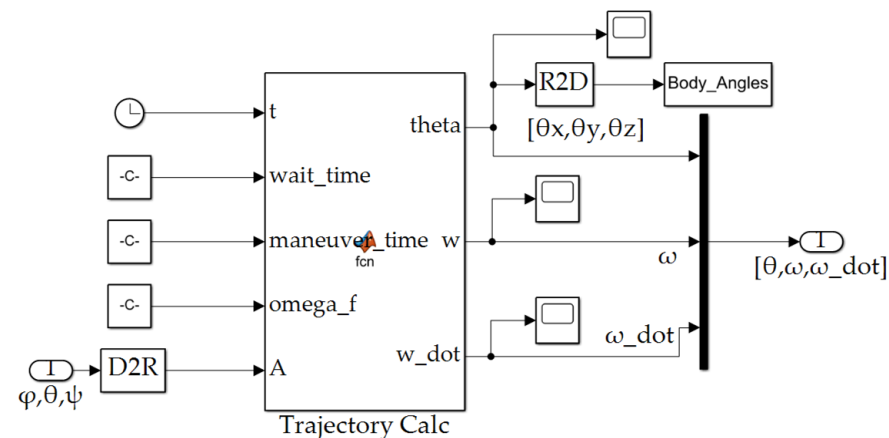 R2D
Body_Angles
t
theta
[θx,θy,θz]
-C-
wait_time
-C-
maneuver_time
w
fcn
ω
1
[θ,ω,ω_dot]
-C-
omega_f
ω_dot
w_dot
1
D2R
A
φ,θ,ψ
Trajectory Calc